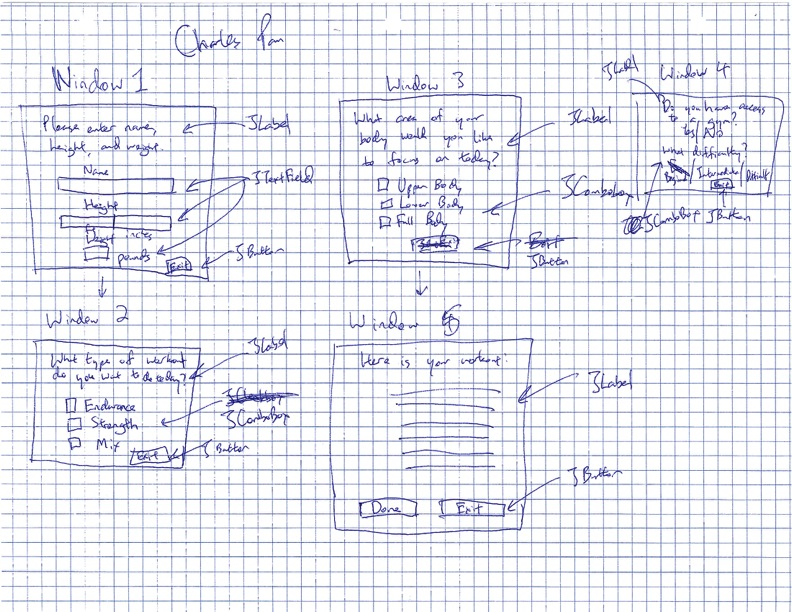 Charles Pan
Window 1
Please enter name,
height, and weight.
JLabel
Name
JTextField
Height
inches
pounds
Exit
JButton
Window 2
What type of workout
do you want to do today?
JLabel
Endurance
Strength
Mix
JComboBox
Exit
JButton
Window 3
What area of your
body would you like
to focus on today?
JLabel
Upper Body
Lower Body
Full Body
JComboBox
JButton
Window 4
JLabel
Do you have access
to a gym?
Yes/No
What difficulty?
/Intermediate/Difficult
Exit
JComboBox
JButton
Window 5
Here is your workout:
JLabel
Done
Exit
JButton